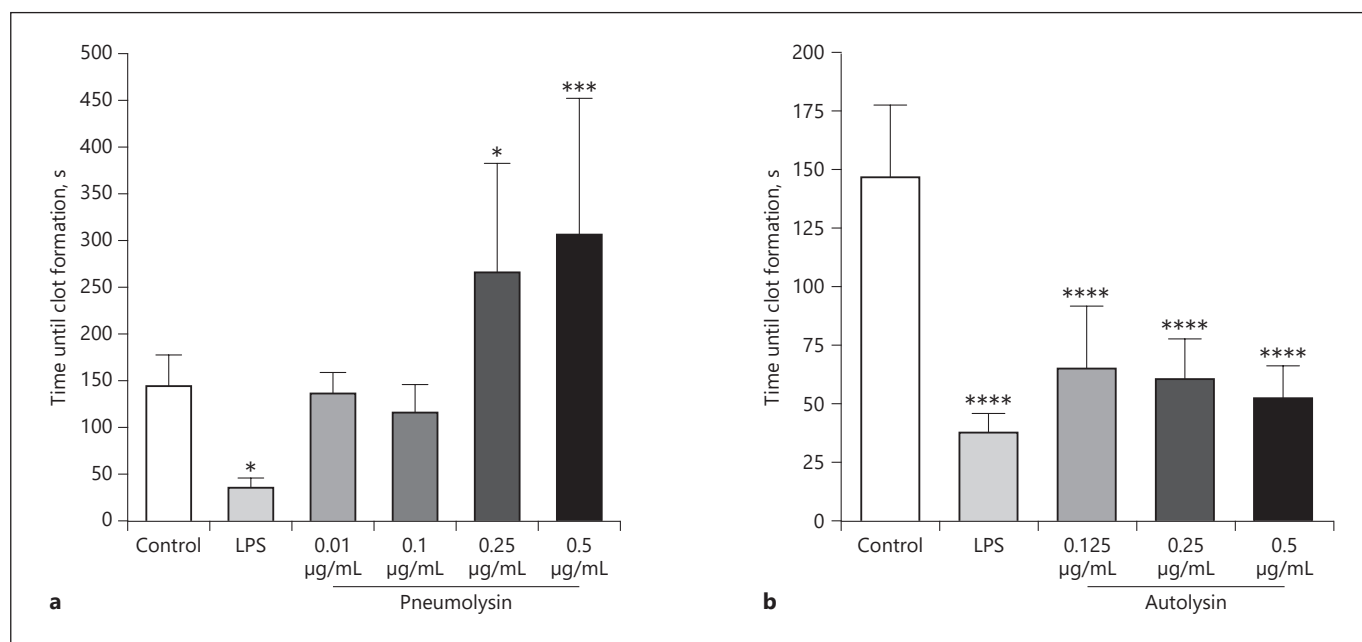 500
450
400
350
300
250
200
150
100
50
0
Time until clot formation, s
*
*
***
Control
LPS
0.01
µg/mL
0.1
µg/mL
0.25
µg/mL
0.5
µg/mL
Pneumolysin
a
200
175
150
125
100
75
50
25
0
Time until clot formation, s
****
****
****
****
Control
LPS
0.125
µg/mL
0.25
µg/mL
0.5
µg/mL
Autolysin
b